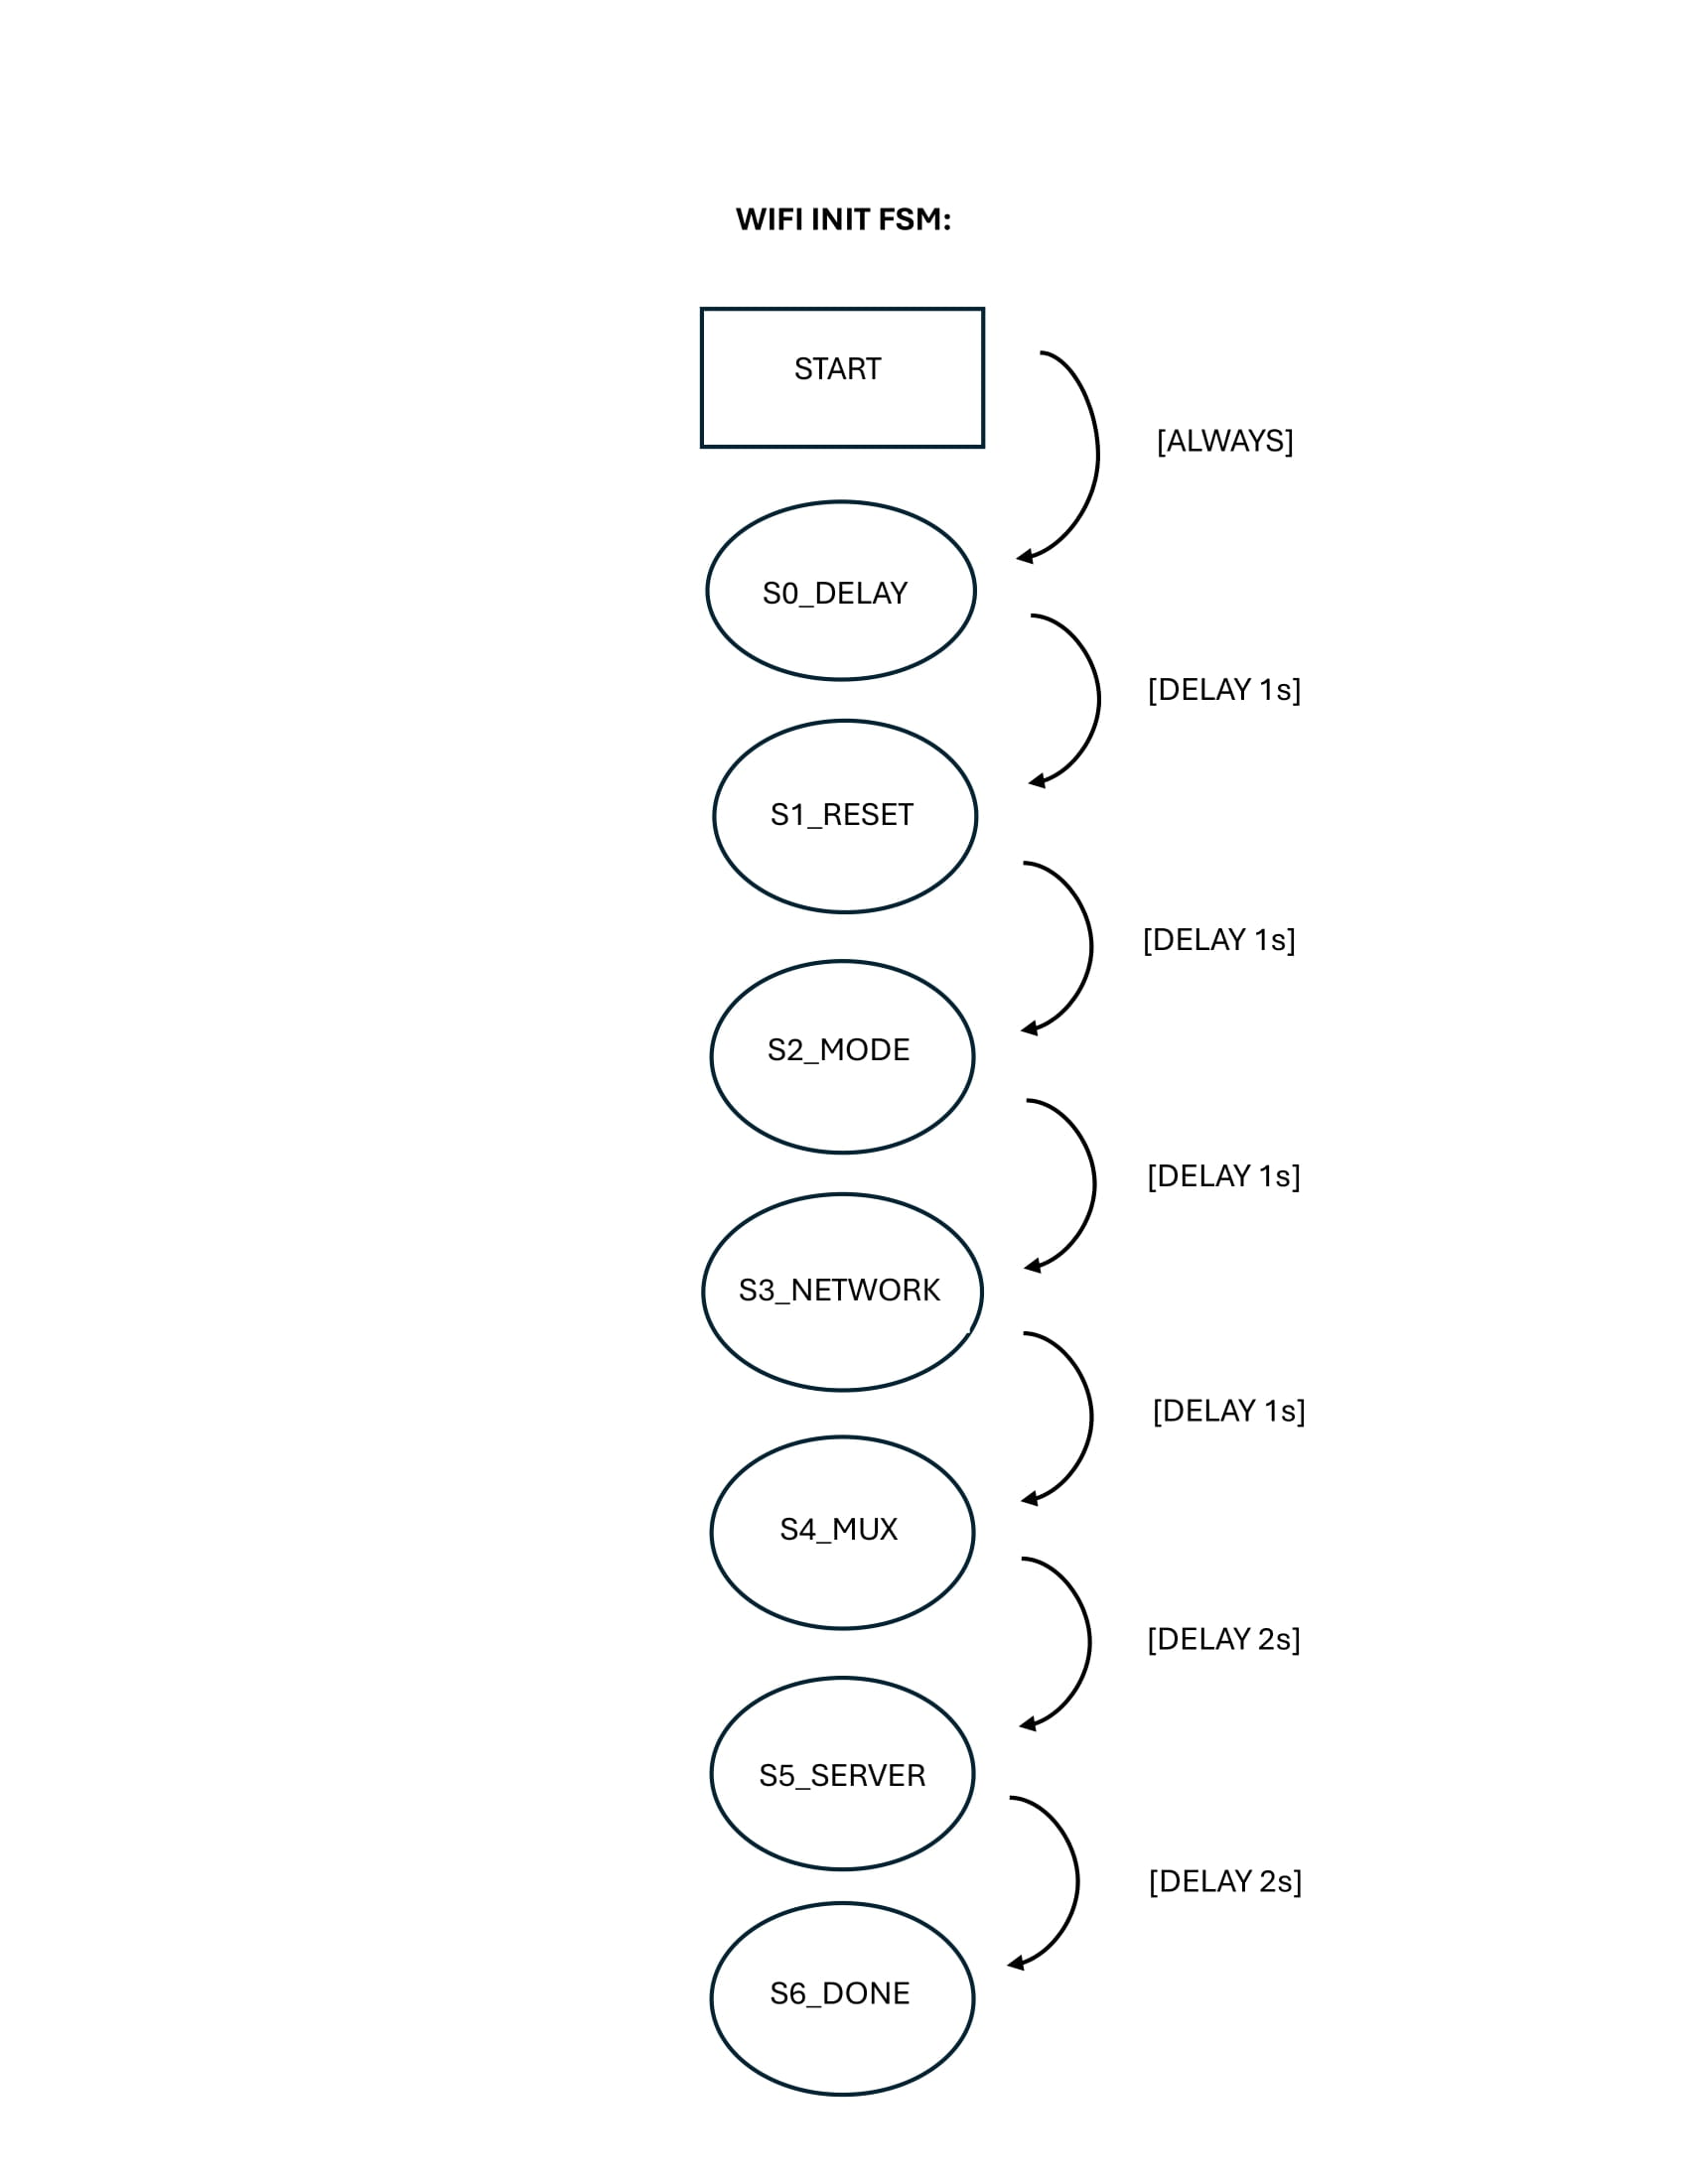 WIFI INIT FSM:
START
[ALWAYS]
S0_DELAY
[DELAY 1s]
S1_RESET
[DELAY 1s]
S2_MODE
[DELAY 1s]
S3_NETWORK
[DELAY 1s]
S4_MUX
[DELAY 2s]
S5_SERVER
[DELAY 2s]
S6_DONE